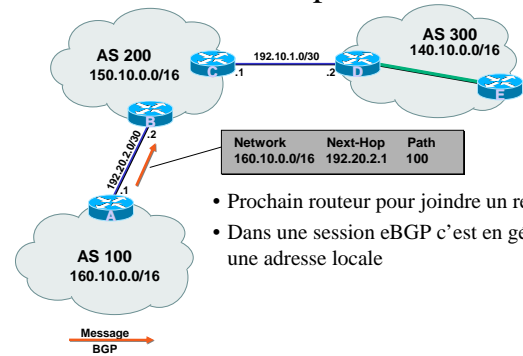 AS 200
150.10.0.0/16
C
.1
192.10.1.0/30
.2
D
AS 300
140.10.0.0/16
E
B
.2
192.20.2.0/30
.1
A
Network Next-Hop Path
160.10.0.0/16 192.20.2.1 100
• Prochain routeur pour joindre un
• Dans une session eBGP c'est en
une adresse locale
AS 100
160.10.0.0/16
Message
BGP